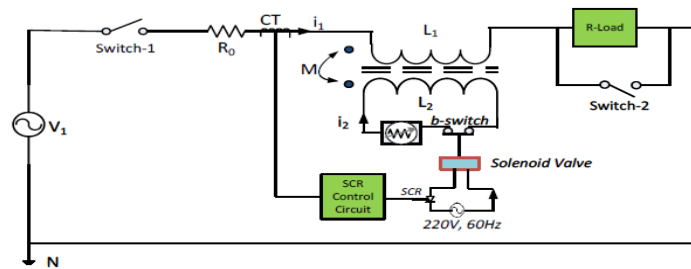 CT
i₁
L₁
R-Load
Switch-1
R₀
M
L₂
Switch-2
i₂
b-switch
V₁
Solenoid Valve
SCR
Control
Circuit
SCR
220V, 60Hz
N